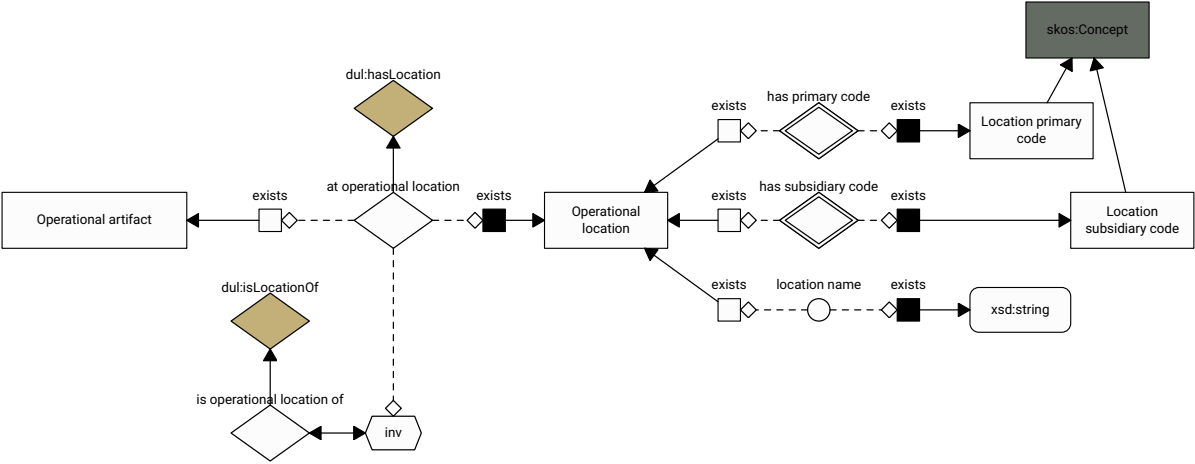 skos:Concept
dul:hasLocation
exists
has primary code
exists
Location primary
code
exists
at operational location
exists
exists
has subsidiary code
exists
Operational artifact
Operational
location
Location
subsidiary code
dul:isLocationOf
exists
location name
exists
xsd:string
is operational location of
inv